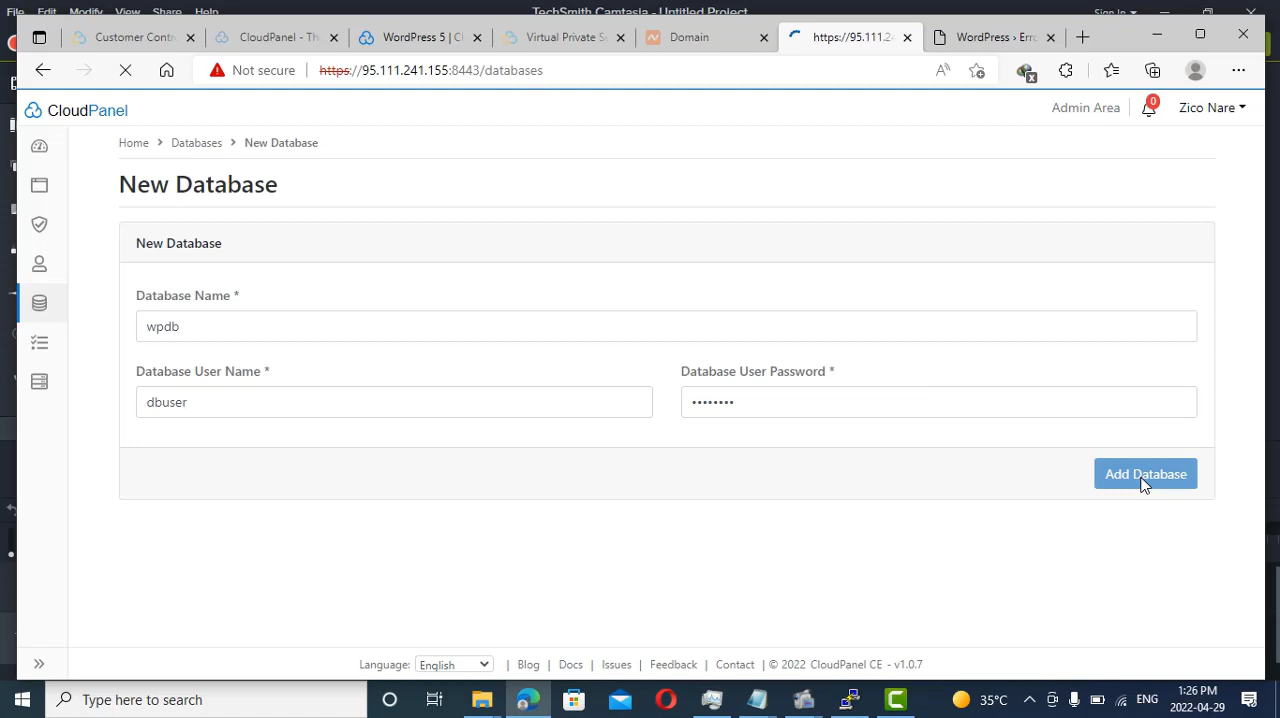 File
Modify
View
Share
Help
TechSmith Camtasia - Untitled Project
Customer Contr
CloudPanel - The
WordPress 5 | Cl
Virtual Private Se
Domain
https://95.111.24
WordPress › Erro
Not secure
https://95.111.241.155:8443/databases
CloudPanel
Admin Area
0
Zico Nare
Home > Databases > New Database
New Database
New Database
Database Name *
wpdb
Database User Name *
Database User Password *
dbuser
••••••••
Add Database
Language: English | Blog | Docs | Issues | Feedback | Contact | © 2022 CloudPanel CE - v1.0.7
Type here to search
35°C
ENG
1:26 PM
2022-04-29